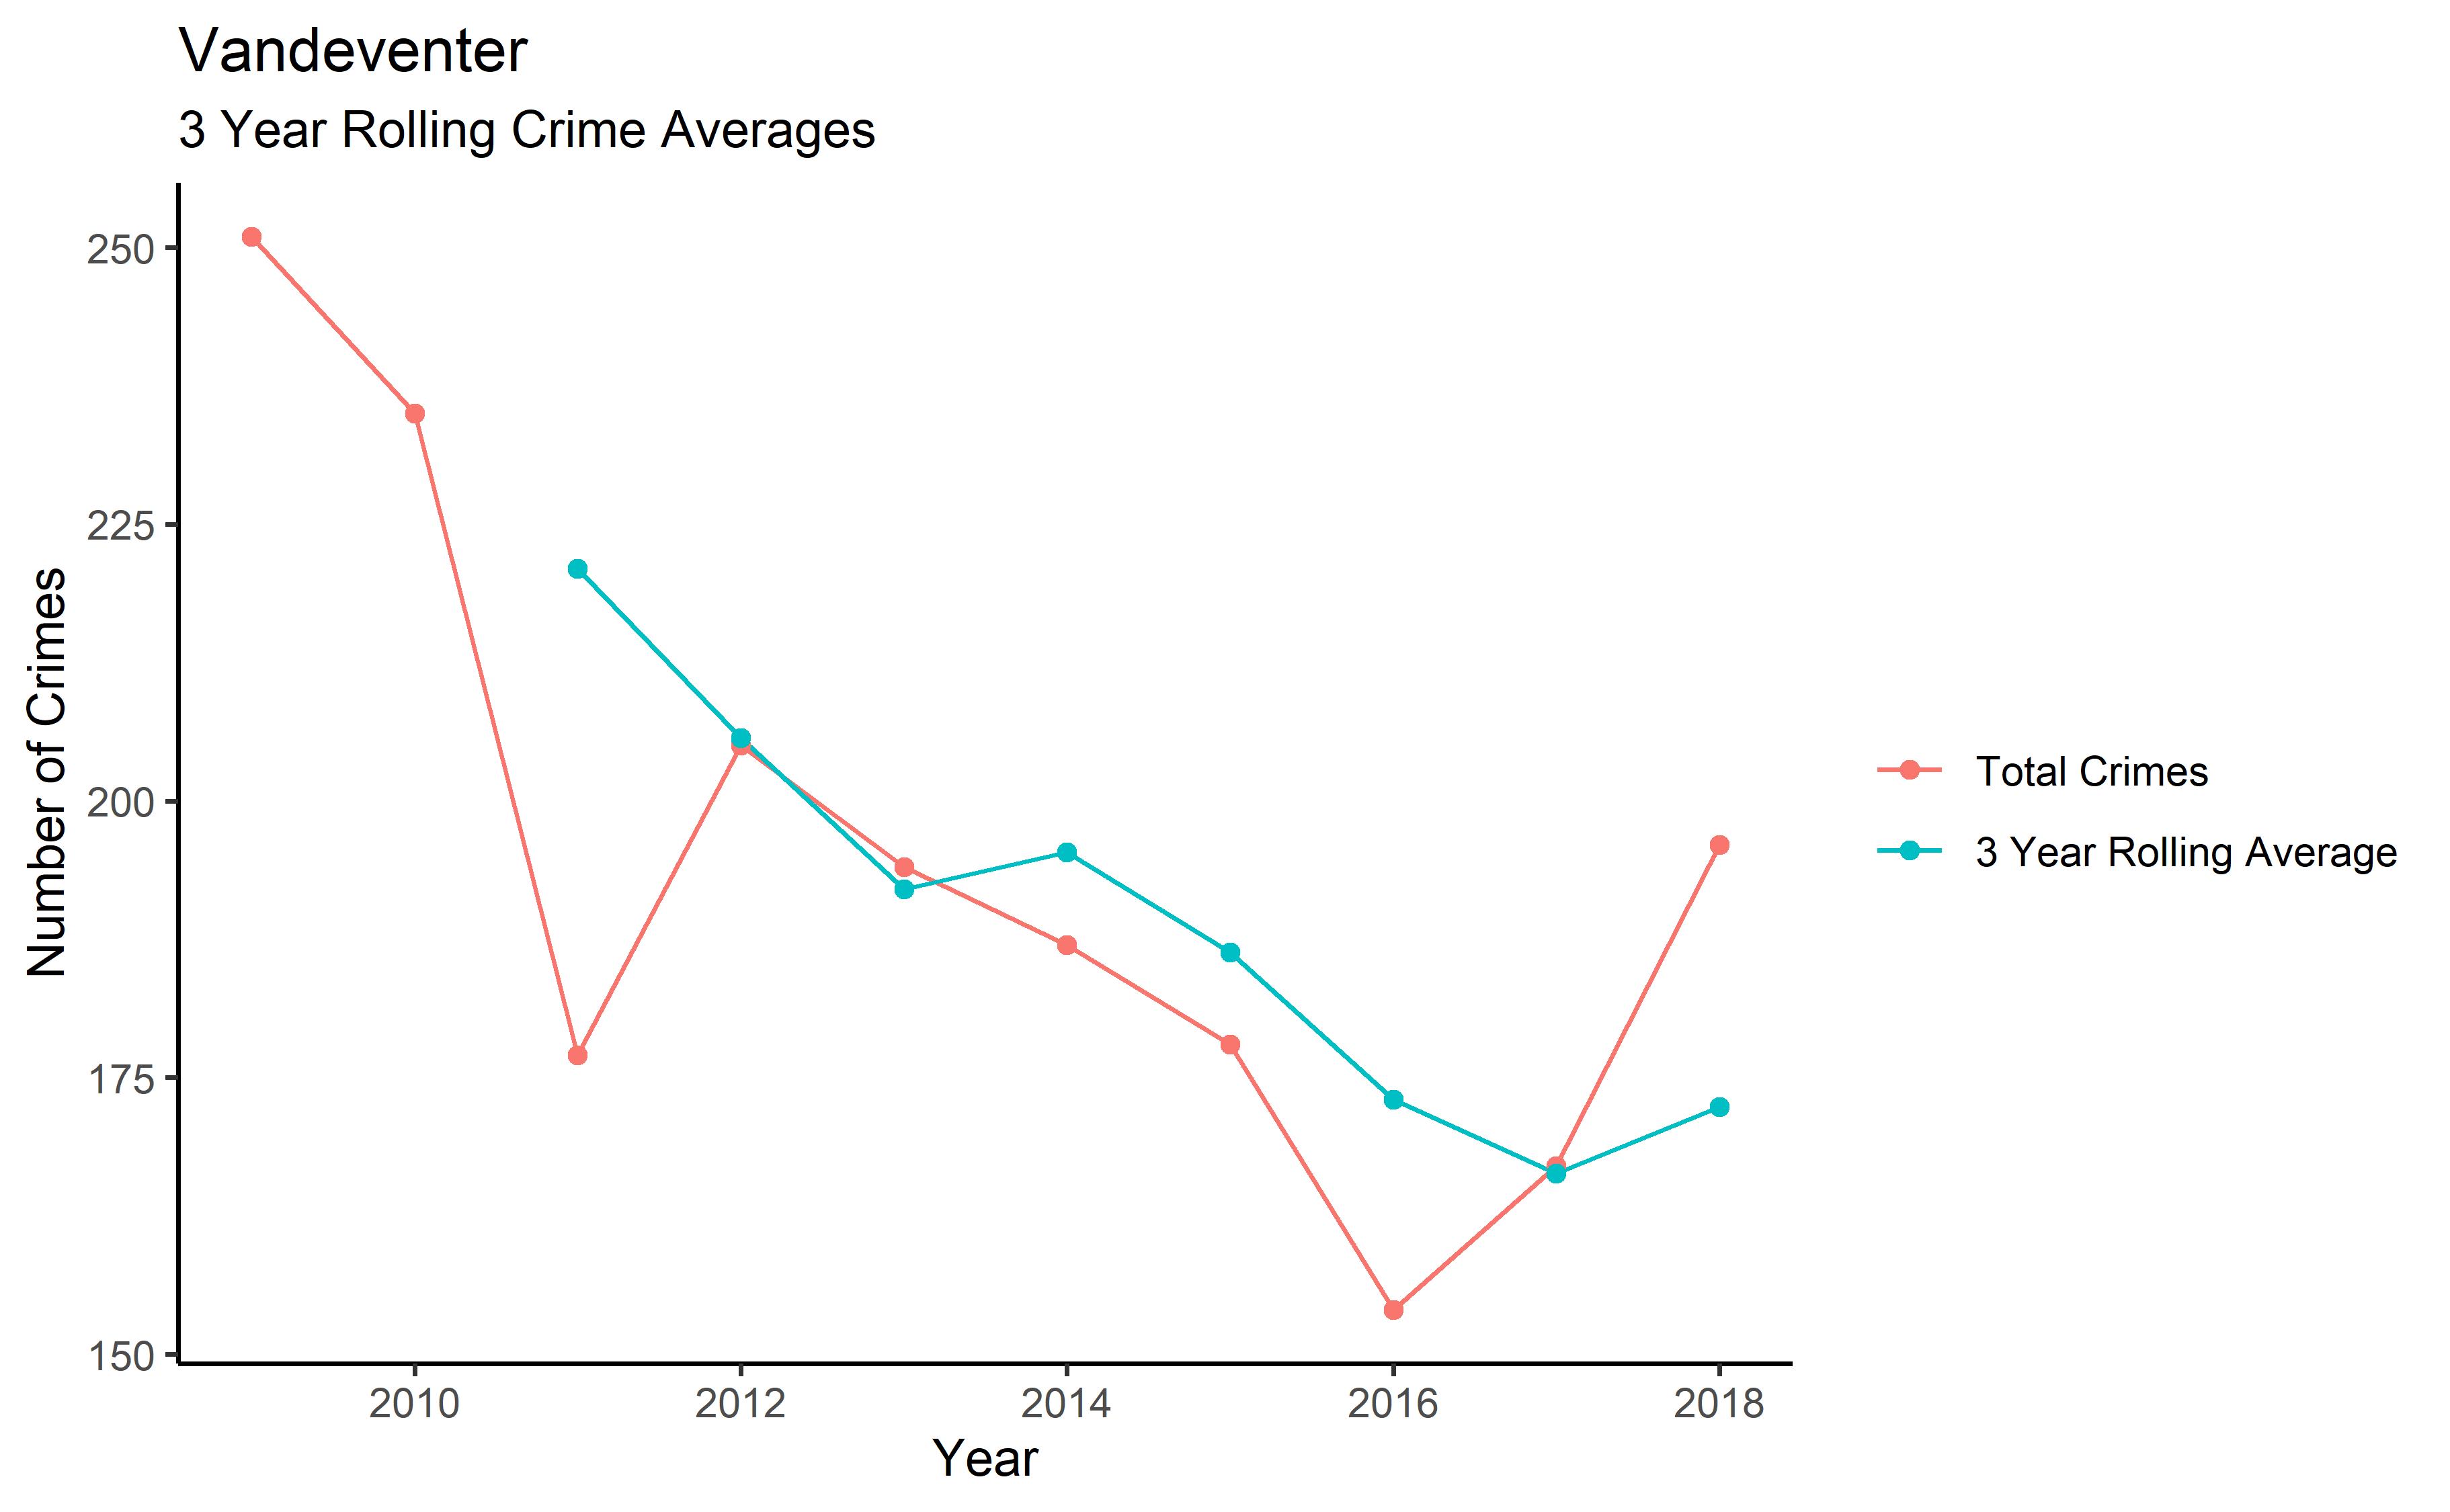 Vandeventer
3 Year Rolling Crime Averages
Number of Crimes
250
225
200
175
150
2010
2012
2014
2016
2018
Year
Total Crimes
3 Year Rolling Average